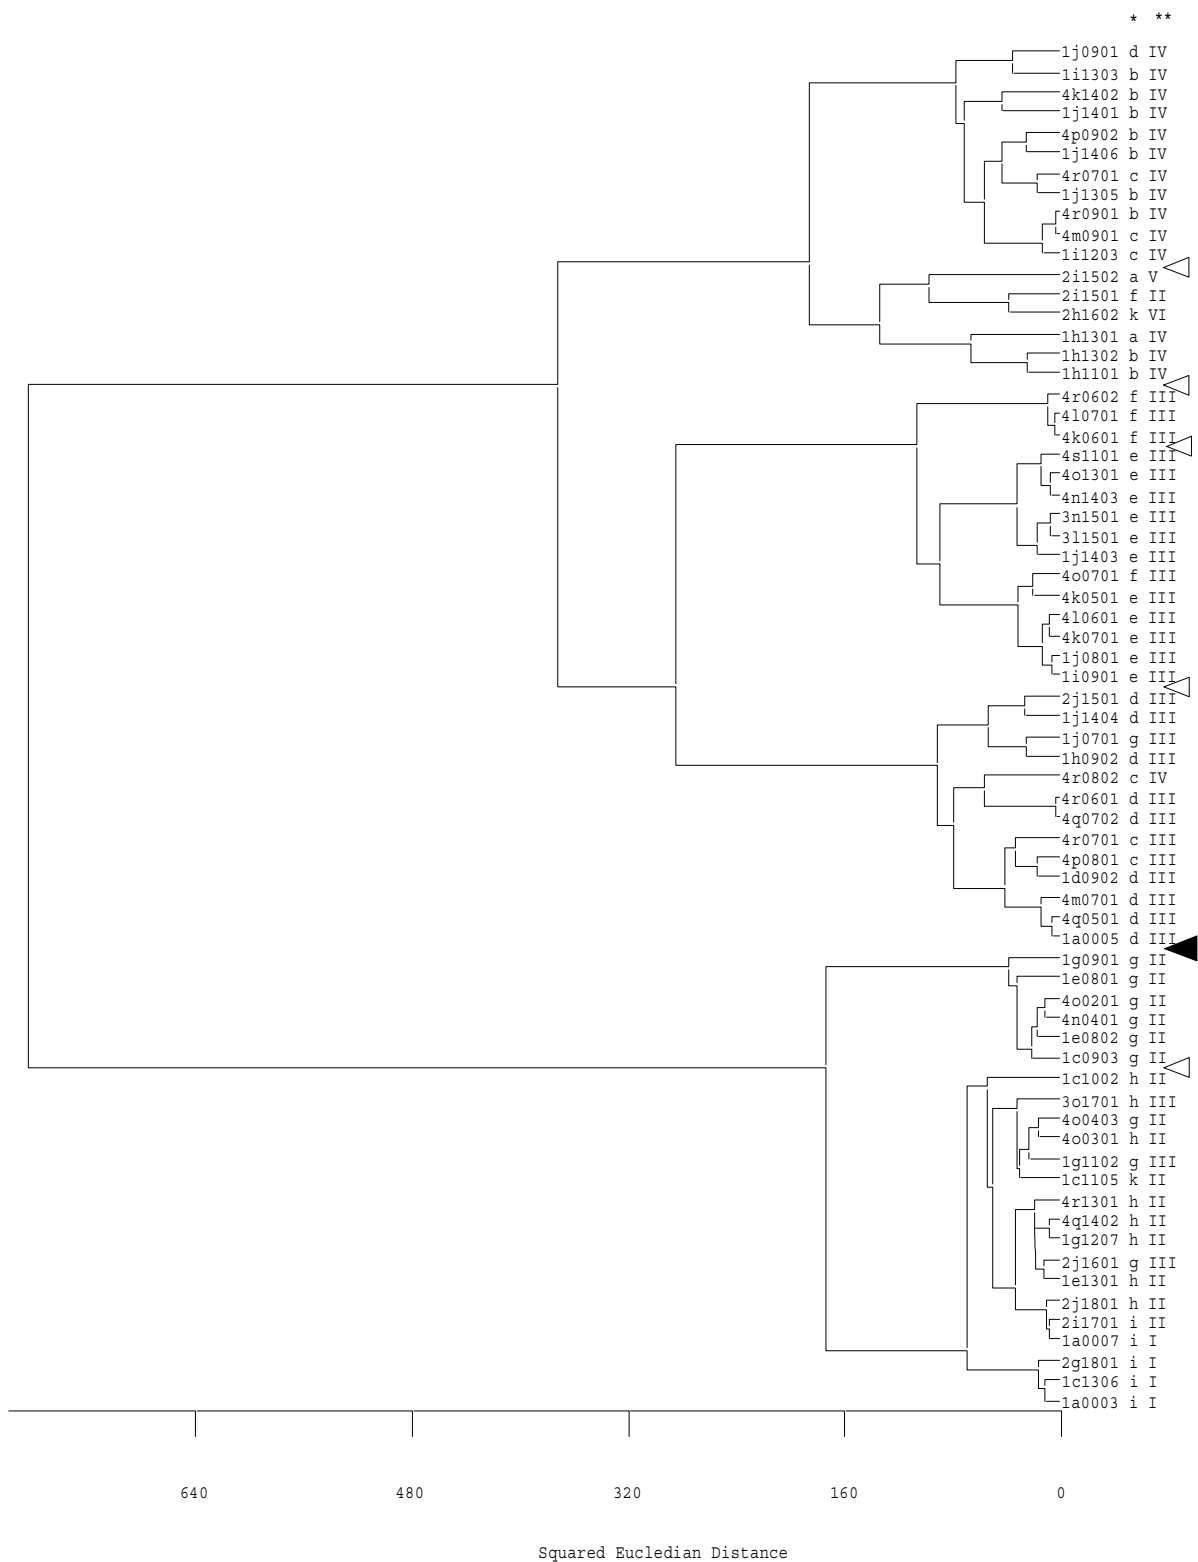 * **
1j0901 d IV
1i1303 b IV
4k1402 b IV
1j1401 b IV
4p0902 b IV
1j1406 b IV
4r0701 c IV
1j1305 b IV
4r0901 b IV
4m0901 c IV
1i1203 c IV
2i1502 a V
2i1501 f II
2h1602 k VI
1h1301 a IV
1h1302 b IV
1h1101 b IV
4r0602 f III
4l0701 f III
4k0601 f III
4s1101 e III
4o1301 e III
4n1403 e III
3n1501 e III
3l1501 e III
1j1403 e III
4o0701 f III
4k0501 e III
4l0601 e III
4k0701 e III
1j0801 e III
1i0901 e III
2j1501 d III
1j1404 d III
1j0701 g III
1h0902 d III
4r0802 c IV
4r0601 d III
4q0702 d III
4r0701 c III
4p0801 c III
1d0902 d III
4m0701 d III
4q0501 d III
1a0005 d III
1g0901 g II
1e0801 g II
4o0201 g II
4n0401 g II
1e0802 g II
1c0903 g II
1c1002 h II
3o1701 h III
4o0403 g II
4o0301 h II
1g1102 g III
1c1105 k II
4r1301 h II
4q1402 h II
1g1207 h II
2j1601 g III
1e1301 h II
2j1801 h II
2i1701 i II
1a0007 i I
2g1801 i I
1c1306 i I
1a0003 i I
640 480 320 160 0
Squared Eucledian Distance